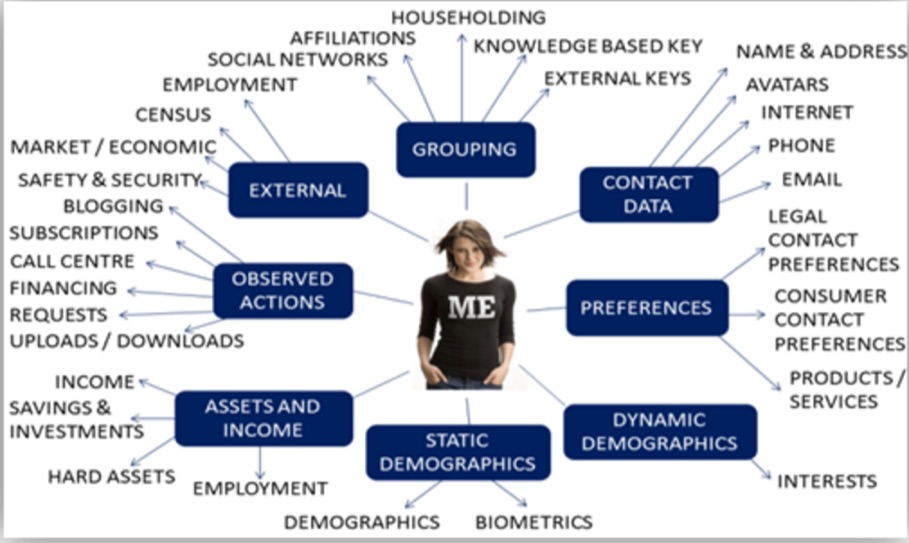 HOUSEHOLDING
AFFILIATIONS
KNOWLEDGE BASED KEY
SOCIAL NETWORKS
EXTERNAL KEYS
GROUPING
EMPLOYMENT
CENSUS
MARKET / ECONOMIC
SAFETY & SECURITY
EXTERNAL
NAME & ADDRESS
AVATARS
INTERNET
PHONE
EMAIL
CONTACT
DATA
BLOGGING
SUBSCRIPTIONS
CALL CENTRE
FINANCING
REQUESTS
UPLOADS / DOWNLOADS
OBSERVED
ACTIONS
ME
PREFERENCES
LEGAL
CONTACT
PREFERENCES
CONSUMER
CONTACT
PREFERENCES
PRODUCTS /
SERVICES
INCOME
SAVINGS &
INVESTMENTS
HARD ASSETS
EMPLOYMENT
ASSETS AND
INCOME
STATIC
DEMOGRAPHICS
DEMOGRAPHICS
BIOMETRICS
DYNAMIC
DEMOGRAPHICS
INTERESTS